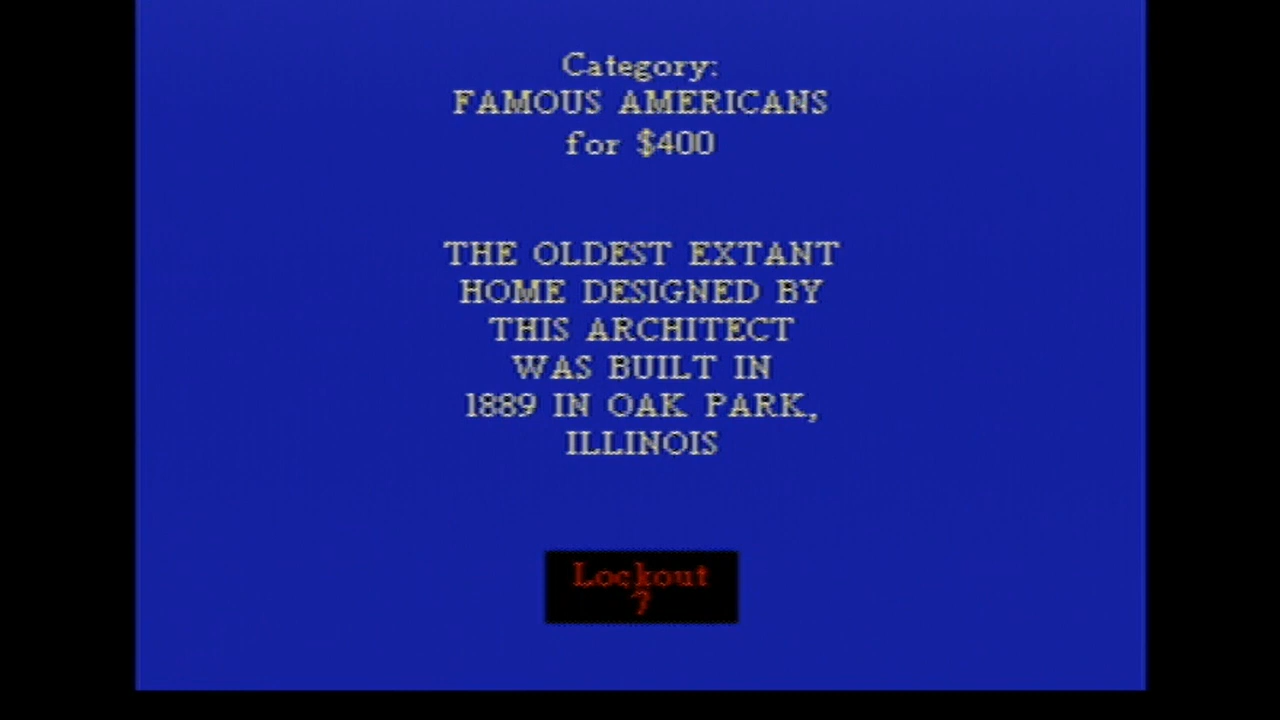 Category:
FAMOUS AMERICANS
for $400
THE OLDEST EXTANT
HOME DESIGNED BY
THIS ARCHITECT
WAS BUILT IN
1889 IN OAK PARK,
ILLINOIS
Lockout
7